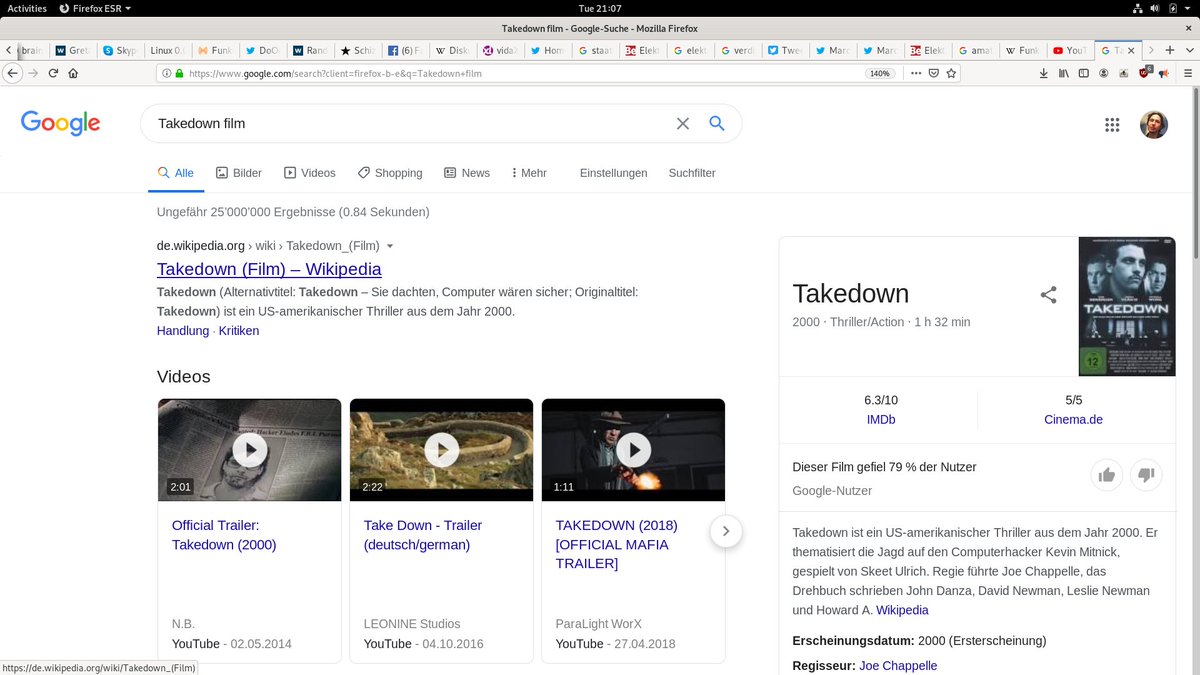 Activities Firefox ESR Tue 21:07
Takedown film - Google-Suche - Mozilla Firefox
brain Gret Skyp Linux 0. Funk DoO Rand Schiz (6) F Disk vida2 Hom staat Elekt elekt verdi Twee Marc Marc Elekt amat Funk YouT Ta
https://www.google.com/search?client=firefox-b-e&q=Takedown+film 140%
Google
Takedown film
Alle Bilder Videos Shopping News Mehr Einstellungen Suchfilter
Ungefähr 25'000'000 Ergebnisse (0.84 Sekunden)
de.wikipedia.org › wiki › Takedown_(Film)
Takedown (Film) – Wikipedia
Takedown (Alternativtitel: Takedown – Sie dachten, Computer wären sicher; Originaltitel:
Takedown) ist ein US-amerikanischer Thriller aus dem Jahr 2000.
Handlung · Kritiken
Videos
2:01
Official Trailer:
Takedown (2000)
N.B.
YouTube - 02.05.2014
2:22
Take Down - Trailer
(deutsch/german)
LEONINE Studios
YouTube - 04.10.2016
1:11
TAKEDOWN (2018)
[OFFICIAL MAFIA
TRAILER]
ParaLight WorX
YouTube - 27.04.2018
Takedown
2000 · Thriller/Action · 1 h 32 min
TAKEDOWN
12
6.3/10
IMDb
5/5
Cinema.de
Dieser Film gefiel 79 % der Nutzer
Google-Nutzer
Takedown ist ein US-amerikanischer Thriller aus dem Jahr 2000. Er
thematisiert die Jagd auf den Computerhacker Kevin Mitnick,
gespielt von Skeet Ulrich. Regie führte Joe Chappelle, das
Drehbuch schrieben John Danza, David Newman, Leslie Newman
und Howard A. Wikipedia
Erscheinungsdatum: 2000 (Ersterscheinung)
Regisseur: Joe Chappelle
https://de.wikipedia.org/wiki/Takedown_(Film)